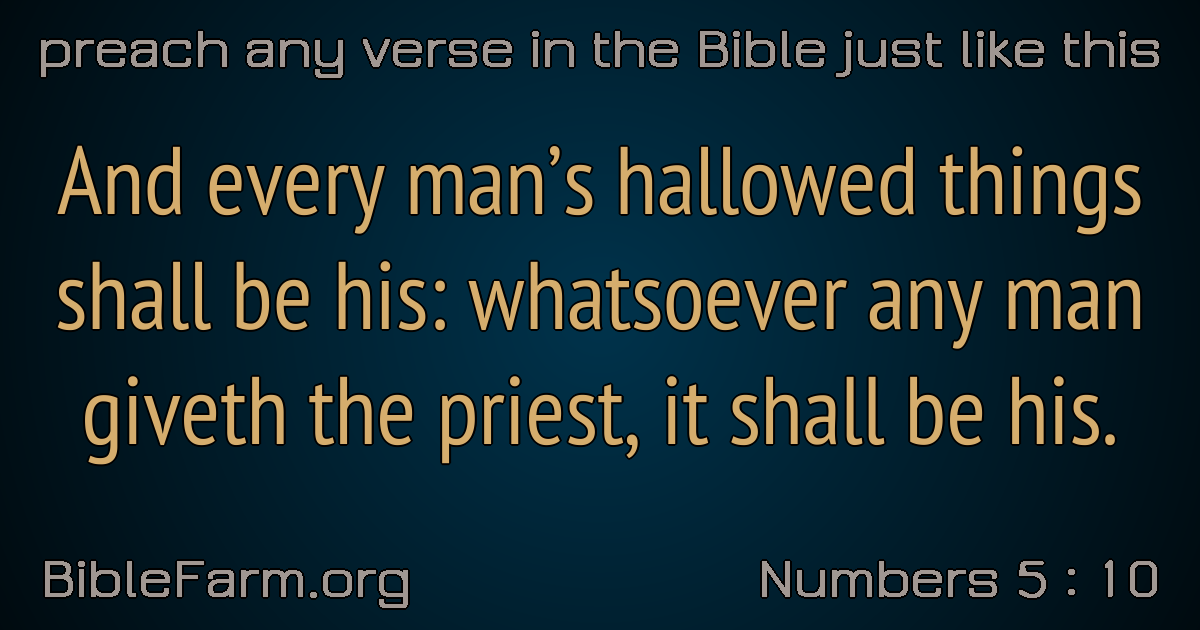 preach any verse in the Bible just like this
And every man’s hallowed things
shall be his: whatsoever any man
giveth the priest, it shall be his.
BibleFarm.org
Numbers 5 : 10